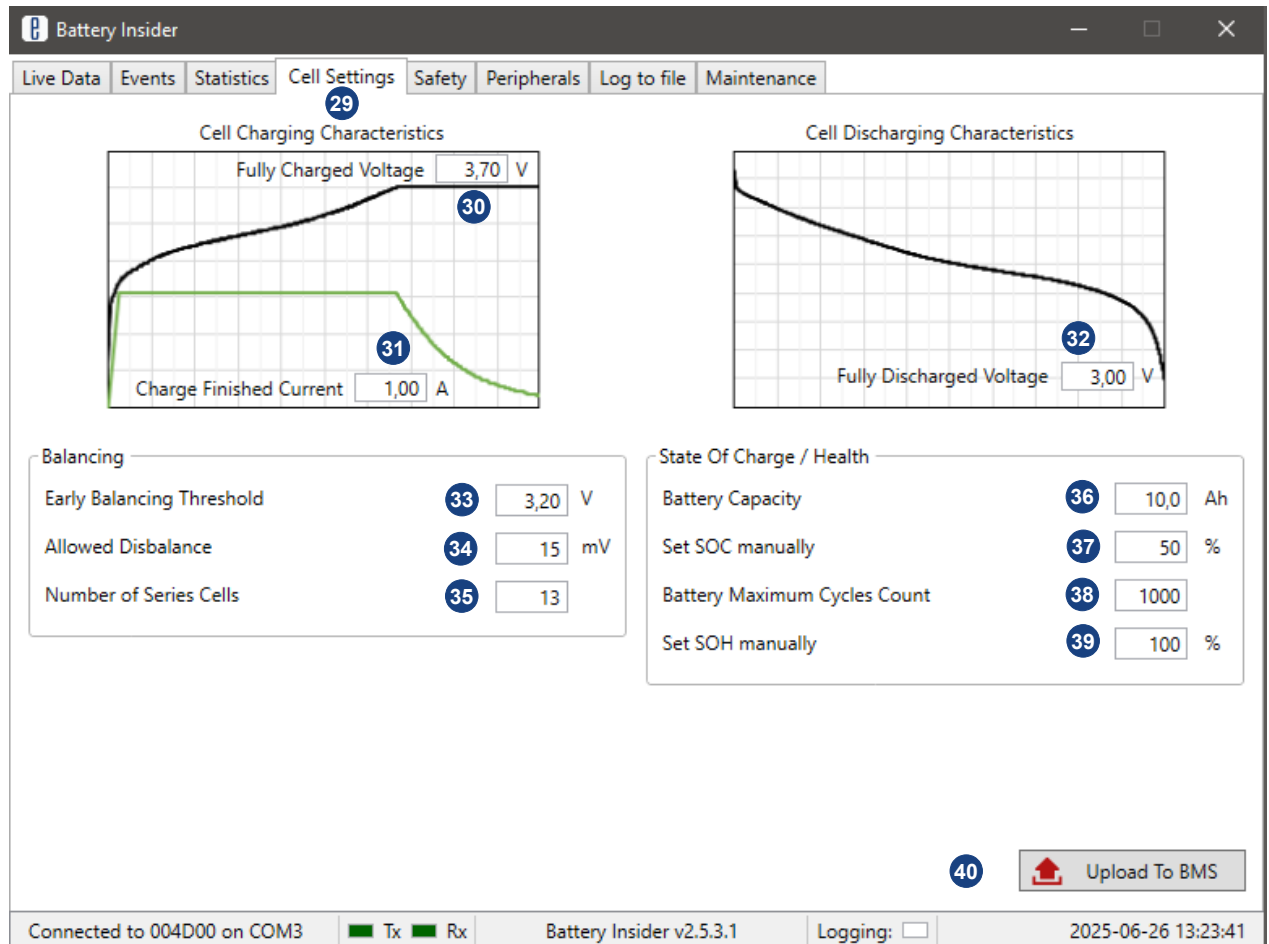 Battery Insider
Live Data Events Statistics Cell Settings Safety Peripherals Log to file Maintenance
29
Cell Charging Characteristics
Fully Charged Voltage 3,70 V
30
31
Charge Finished Current 1,00 A
Cell Discharging Characteristics
32
Fully Discharged Voltage 3,00 V
Balancing
Early Balancing Threshold 33 3,20 V
Allowed Disbalance 34 15 mV
Number of Series Cells 35 13
State Of Charge / Health
Battery Capacity 36 10,0 Ah
Set SOC manually 37 50 %
Battery Maximum Cycles Count 38 1000
Set SOH manually 39 100 %
40 Upload To BMS
Connected to 004D00 on COM3 Tx Rx Battery Insider v2.5.3.1 Logging: 2025-06-26 13:23:41